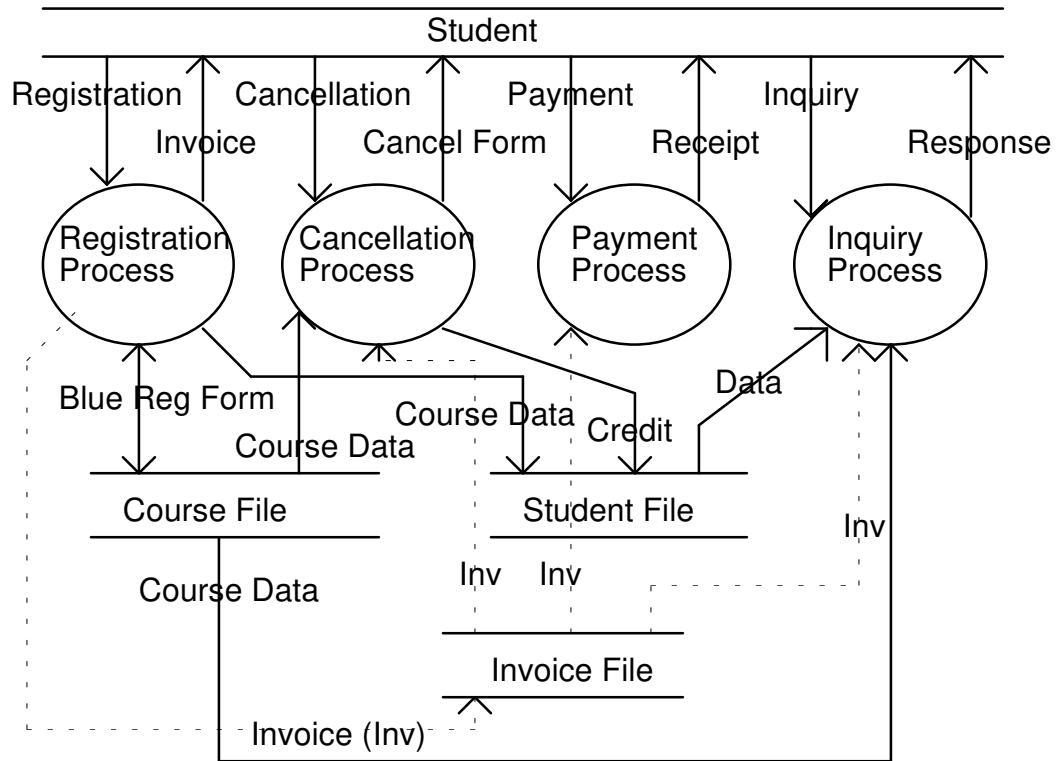 Student
Registration
Cancellation
Payment
Inquiry
Invoice
Cancel Form
Receipt
Response
Registration
Process
Cancellation
Process
Payment
Process
Inquiry
Process
Blue Reg Form
Course Data
Course Data
Credit
Data
Course File
Student File
Inv
Course Data
Inv
Inv
Invoice File
Invoice (Inv)